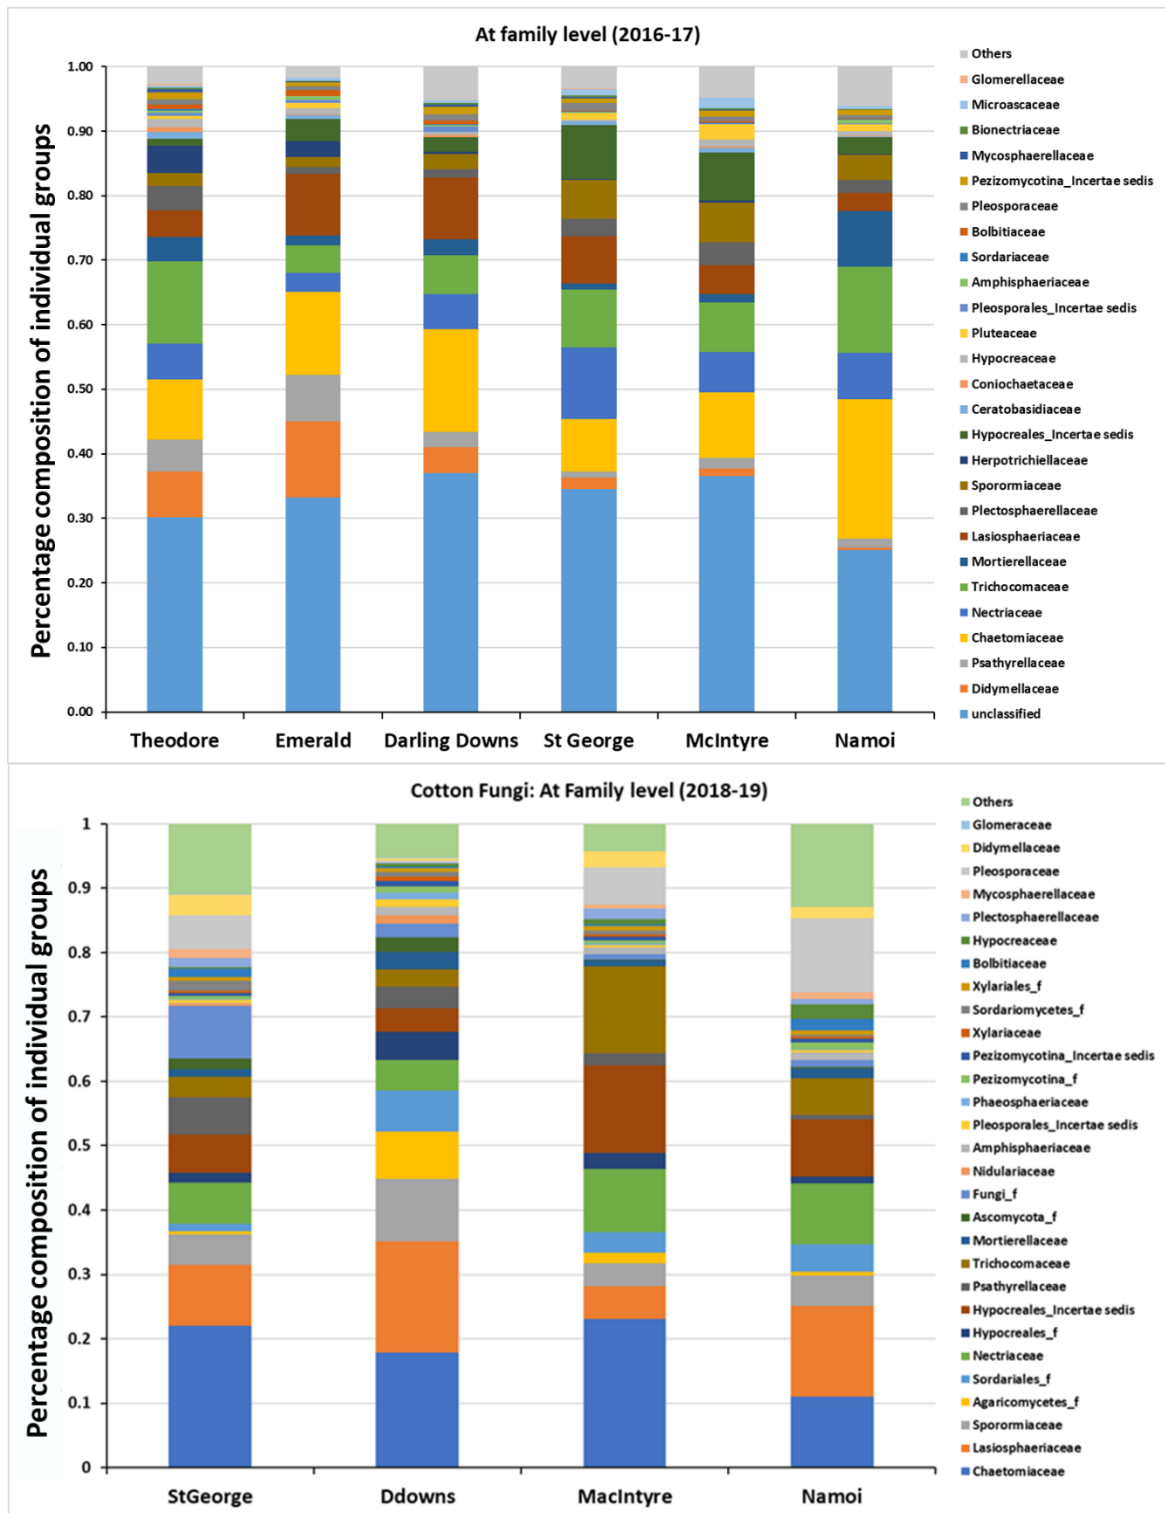 At family level (2016-17)
Percentage composition of individual groups
1.00
0.90
0.80
0.70
0.60
0.50
0.40
0.30
0.20
0.10
0.00
Theodore
Emerald
Darling Downs
St George
McIntyre
Namoi
Others
Glomerellaceae
Microascaceae
Bionectriaceae
Mycosphaerellaceae
Pezizomycotina_Incertae sedis
Pleosporaceae
Bolbitiaceae
Sordariaceae
Amphisphaeriaceae
Pleosporales_Incertae sedis
Pluteaceae
Hypocreaceae
Coniochaetaceae
Ceratobasidiaceae
Hypocreales_Incertae sedis
Herpotrichiellaceae
Sporormiaceae
Plectosphaerellaceae
Lasiosphaeriaceae
Mortierellaceae
Trichocomaceae
Nectriaceae
Chaetomiaceae
Psathyrellaceae
Didymellaceae
unclassified
Cotton Fungi: At Family level (2018-19)
Percentage composition of individual groups
1
0.9
0.8
0.7
0.6
0.5
0.4
0.3
0.2
0.1
0
StGeorge
Ddowns
MacIntyre
Namoi
Others
Glomeraceae
Didymellaceae
Pleosporaceae
Mycosphaerellaceae
Plectosphaerellaceae
Hypocreaceae
Bolbitiaceae
Xylariales_f
Sordariomycetes_f
Xylariaceae
Pezizomycotina_Incertae sedis
Pezizomycotina_f
Phaeosphaeriaceae
Pleosporales_Incertae sedis
Amphisphaeriaceae
Nidulariaceae
Fungi_f
Ascomycota_f
Mortierellaceae
Trichocomaceae
Psathyrellaceae
Hypocreales_Incertae sedis
Hypocreales_f
Nectriaceae
Sordariales_f
Agaricomycetes_f
Sporormiaceae
Lasiosphaeriaceae
Chaetomiaceae